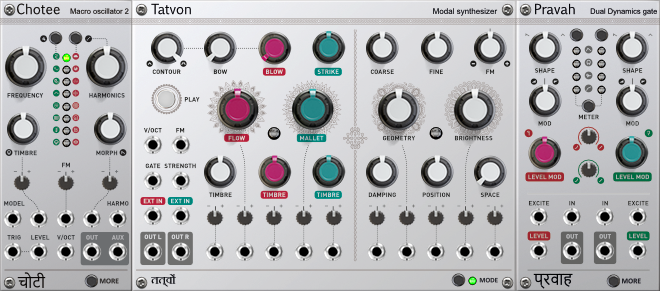 Chotee Macro oscillator 2
FREQUENCY HARMONICS
TIMBRE MORPH
FM
MODEL HARMO
TRIG LEVEL V/OCT OUT AUX
चोटी MORE
Tatvon Modal synthesizer
CONTOUR BOW BLOW STRIKE COARSE FINE FM
PLAY
FLOW MALLET GEOMETRY BRIGHTNESS
V/OCT FM
GATE STRENGTH
TIMBRE TIMBRE TIMBRE DAMPING POSITION SPACE
EXT IN EXT IN
OUT L OUT R
तत्वों MODE
Pravah Dual Dynamics gate
SHAPE SHAPE
METER
MOD MOD
LEVEL MOD LEVEL MOD
EXCITE IN IN EXCITE
LEVEL OUT OUT LEVEL
प्रवाह MORE